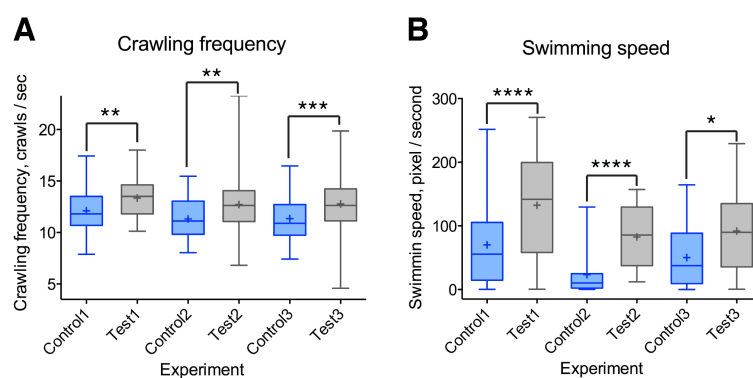 A
Crawling frequency
Crawling frequency, crawls / sec
20
15
10
5
**
**
***
Control1
Test1
Control2
Test2
Control3
Test3
Experiment
B
Swimming speed
Swimmin speed, pixel / second
300
200
100
0
****
****
*
Control1
Test1
Control2
Test2
Control3
Test3
Experiment